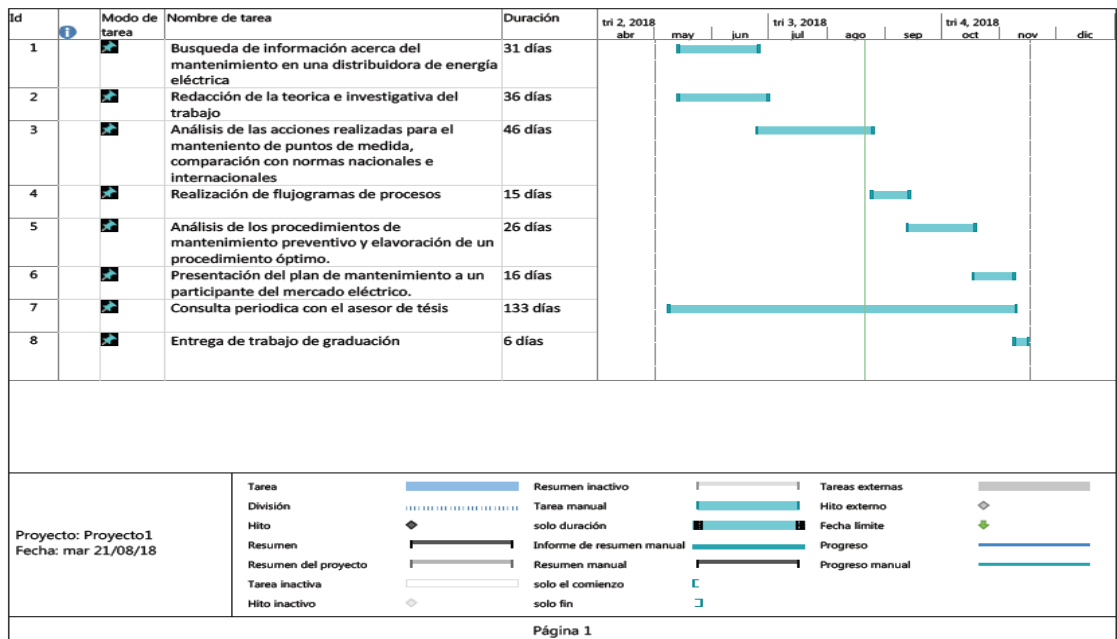 Id Modo de tarea Nombre de tarea Duración
tri 2, 2018 tri 3, 2018 tri 4, 2018
abr may jun jul ago sep oct nov dic
1 Busqueda de información acerca del 31 días
mantenimiento en una distribuidora de energía
eléctrica
2 Redacción de la teorica e investigativa del 36 días
trabajo
3 Análisis de las acciones realizadas para el 46 días
manteniento de puntos de medida,
comparación con normas nacionales e
internacionales
4 Realización de flujogramas de procesos 15 días
5 Análisis de los procedimientos de 26 días
mantenimiento preventivo y elavoración de un
procedimiento óptimo.
6 Presentación del plan de mantenimiento a un 16 días
participante del mercado eléctrico.
7 Consulta periodica con el asesor de tésis 133 días
8 Entrega de trabajo de graduación 6 días
Proyecto: Proyecto1
Fecha: mar 21/08/18
Tarea Resumen inactivo Tareas externas
División Tarea manual Hito externo
Hito solo duración Fecha límite
Resumen Informe de resumen manual Progreso
Resumen del proyecto Resumen manual Progreso manual
Tarea inactiva solo el comienzo
Hito inactivo solo fin
Página 1